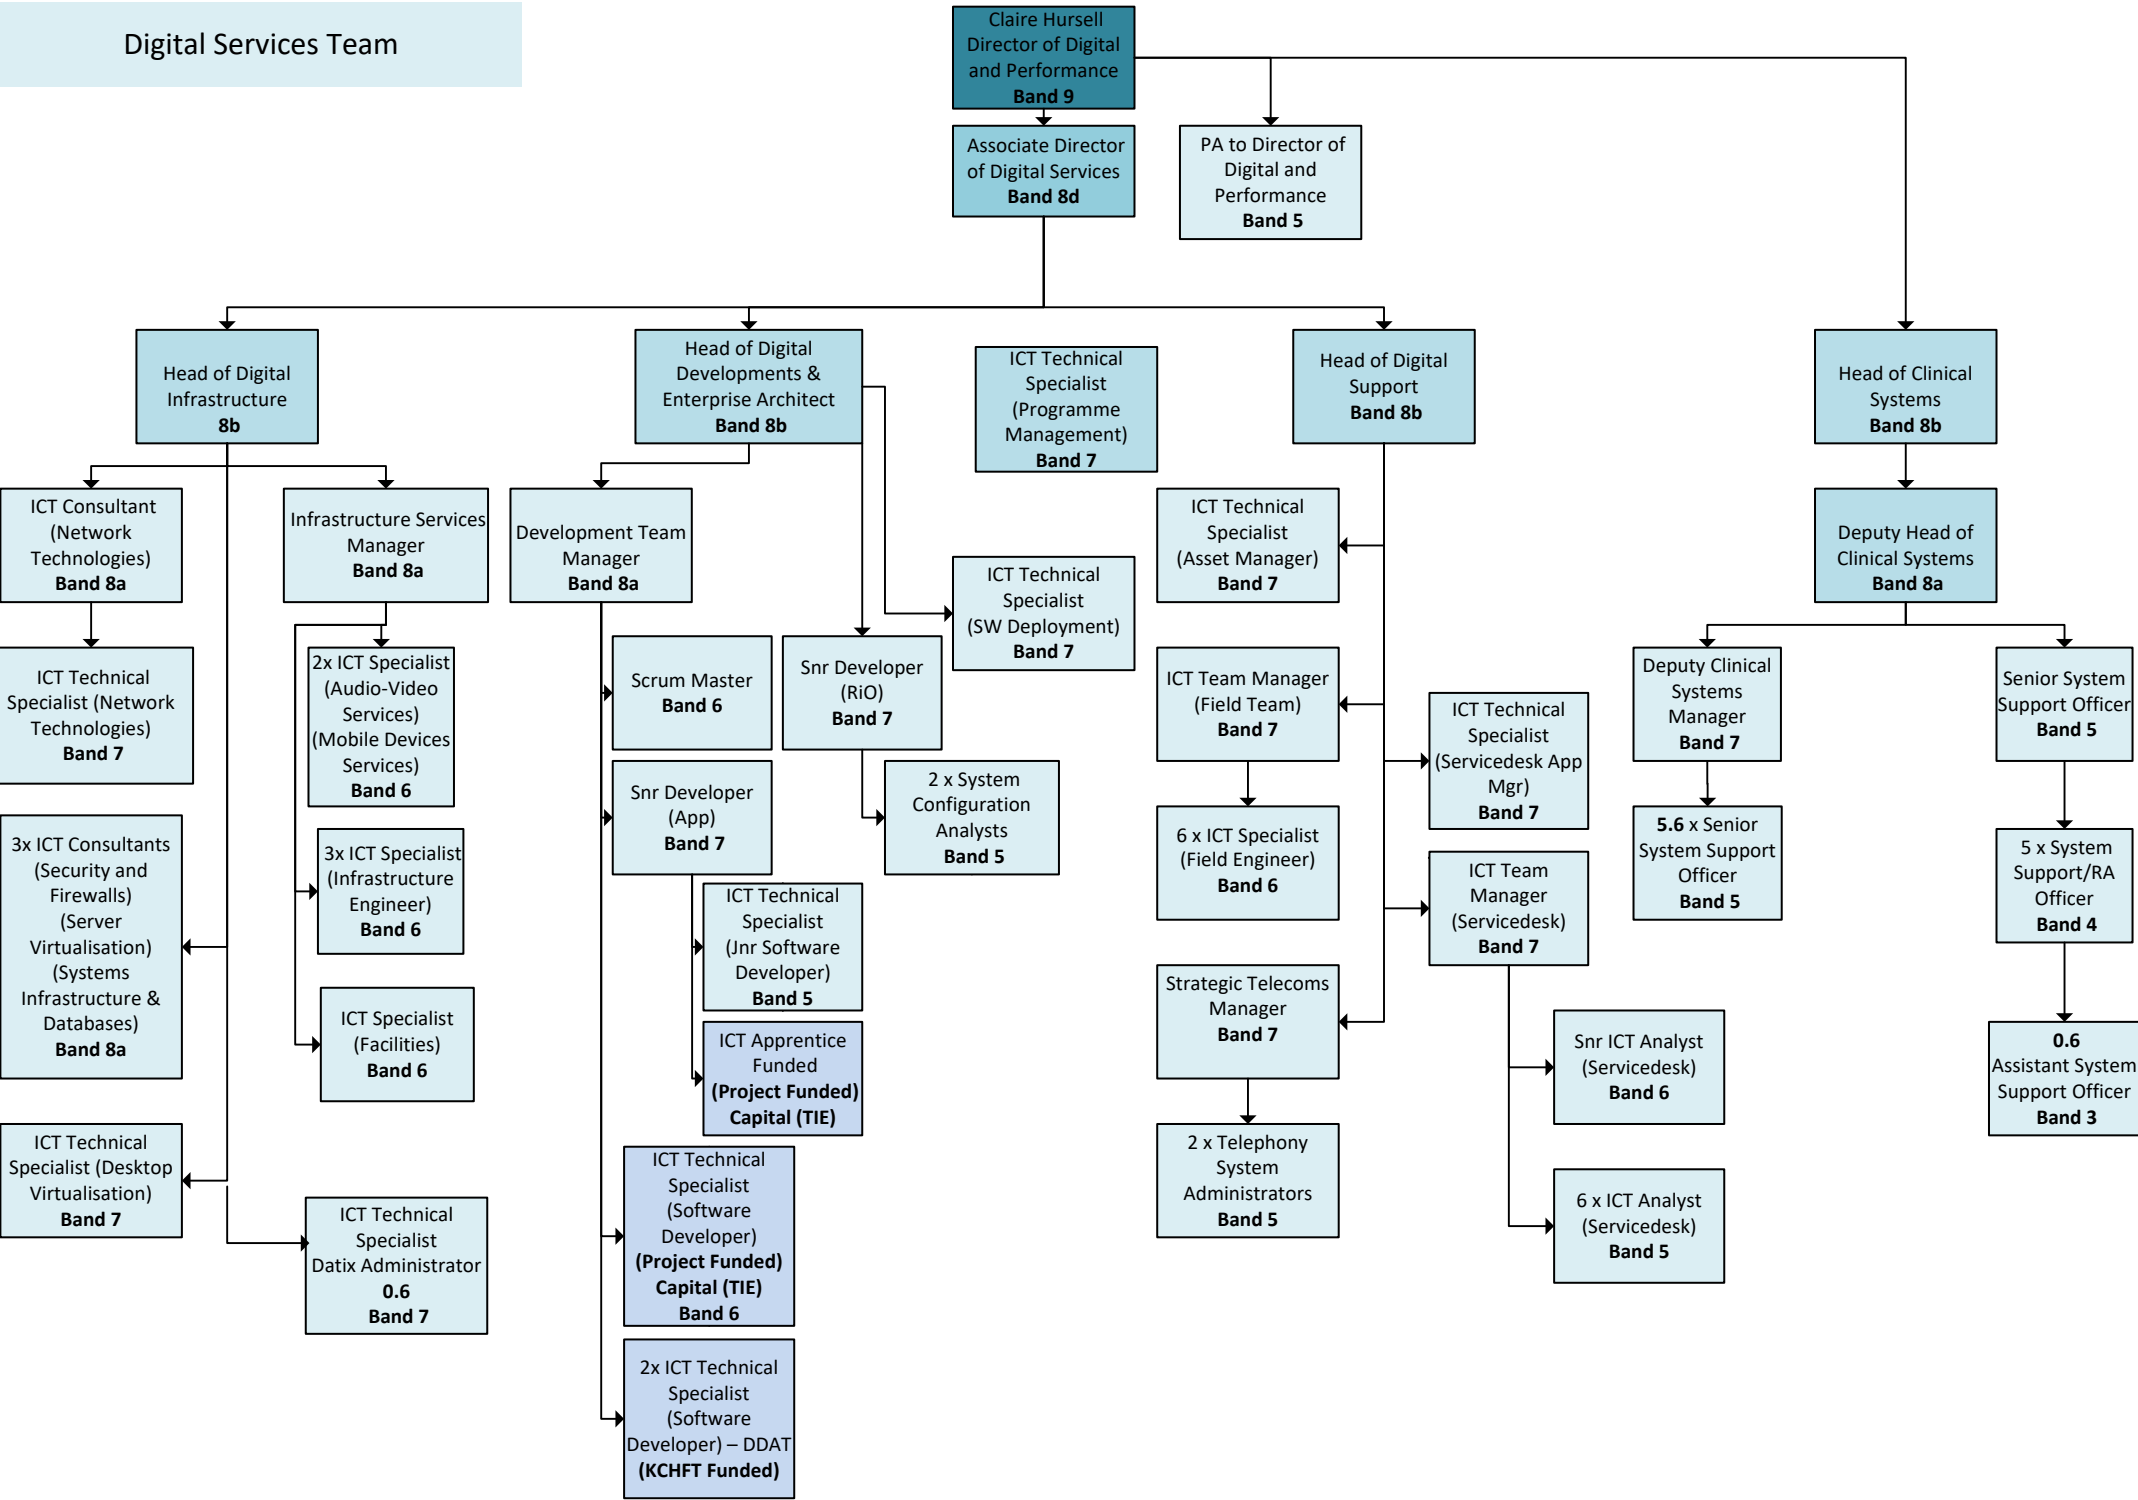 Digital Services Team
Claire Hursell
Director of Digital
and Performance
Band 9
Associate Director
of Digital Services
Band 8d
PA to Director of
Digital and
Performance
Band 5
Head of Digital
Infrastructure
8b
Head of Digital
Developments &
Enterprise Architect
Band 8b
ICT Technical
Specialist
(Programme
Management)
Band 7
Head of Digital
Support
Band 8b
Head of Clinical
Systems
Band 8b
ICT Consultant
(Network
Technologies)
Band 8a
Infrastructure Services
Manager
Band 8a
Development Team
Manager
Band 8a
ICT Technical
Specialist
(SW Deployment)
Band 7
ICT Technical
Specialist
(Asset Manager)
Band 7
Deputy Head of
Clinical Systems
Band 8a
ICT Technical
Specialist (Network
Technologies)
Band 7
2x ICT Specialist
(Audio-Video
Services)
(Mobile Devices
Services)
Band 6
Scrum Master
Band 6
Snr Developer
(RiO)
Band 7
ICT Team Manager
(Field Team)
Band 7
ICT Technical
Specialist
(Servicedesk App
Mgr)
Band 7
Deputy Clinical
Systems
Manager
Band 7
Senior System
Support Officer
Band 5
3x ICT Consultants
(Security and
Firewalls)
(Server
Virtualisation)
(Systems
Infrastructure &
Databases)
Band 8a
3x ICT Specialist
(Infrastructure
Engineer)
Band 6
Snr Developer
(App)
Band 7
2 x System
Configuration
Analysts
Band 5
6 x ICT Specialist
(Field Engineer)
Band 6
ICT Team
Manager
(Servicedesk)
Band 7
5.6 x Senior
System Support
Officer
Band 5
5 x System
Support/RA
Officer
Band 4
ICT Specialist
(Facilities)
Band 6
ICT Technical
Specialist
(Jnr Software
Developer)
Band 5
Strategic Telecoms
Manager
Band 7
Snr ICT Analyst
(Servicedesk)
Band 6
0.6
Assistant System
Support Officer
Band 3
ICT Apprentice
Funded
(Project Funded)
Capital (TIE)
ICT Technical
Specialist (Desktop
Virtualisation)
Band 7
ICT Technical
Specialist
Datix Administrator
0.6
Band 7
ICT Technical
Specialist
(Software
Developer)
(Project Funded)
Capital (TIE)
Band 6
2 x Telephony
System
Administrators
Band 5
6 x ICT Analyst
(Servicedesk)
Band 5
2x ICT Technical
Specialist
(Software
Developer) – DDAT
(KCHFT Funded)